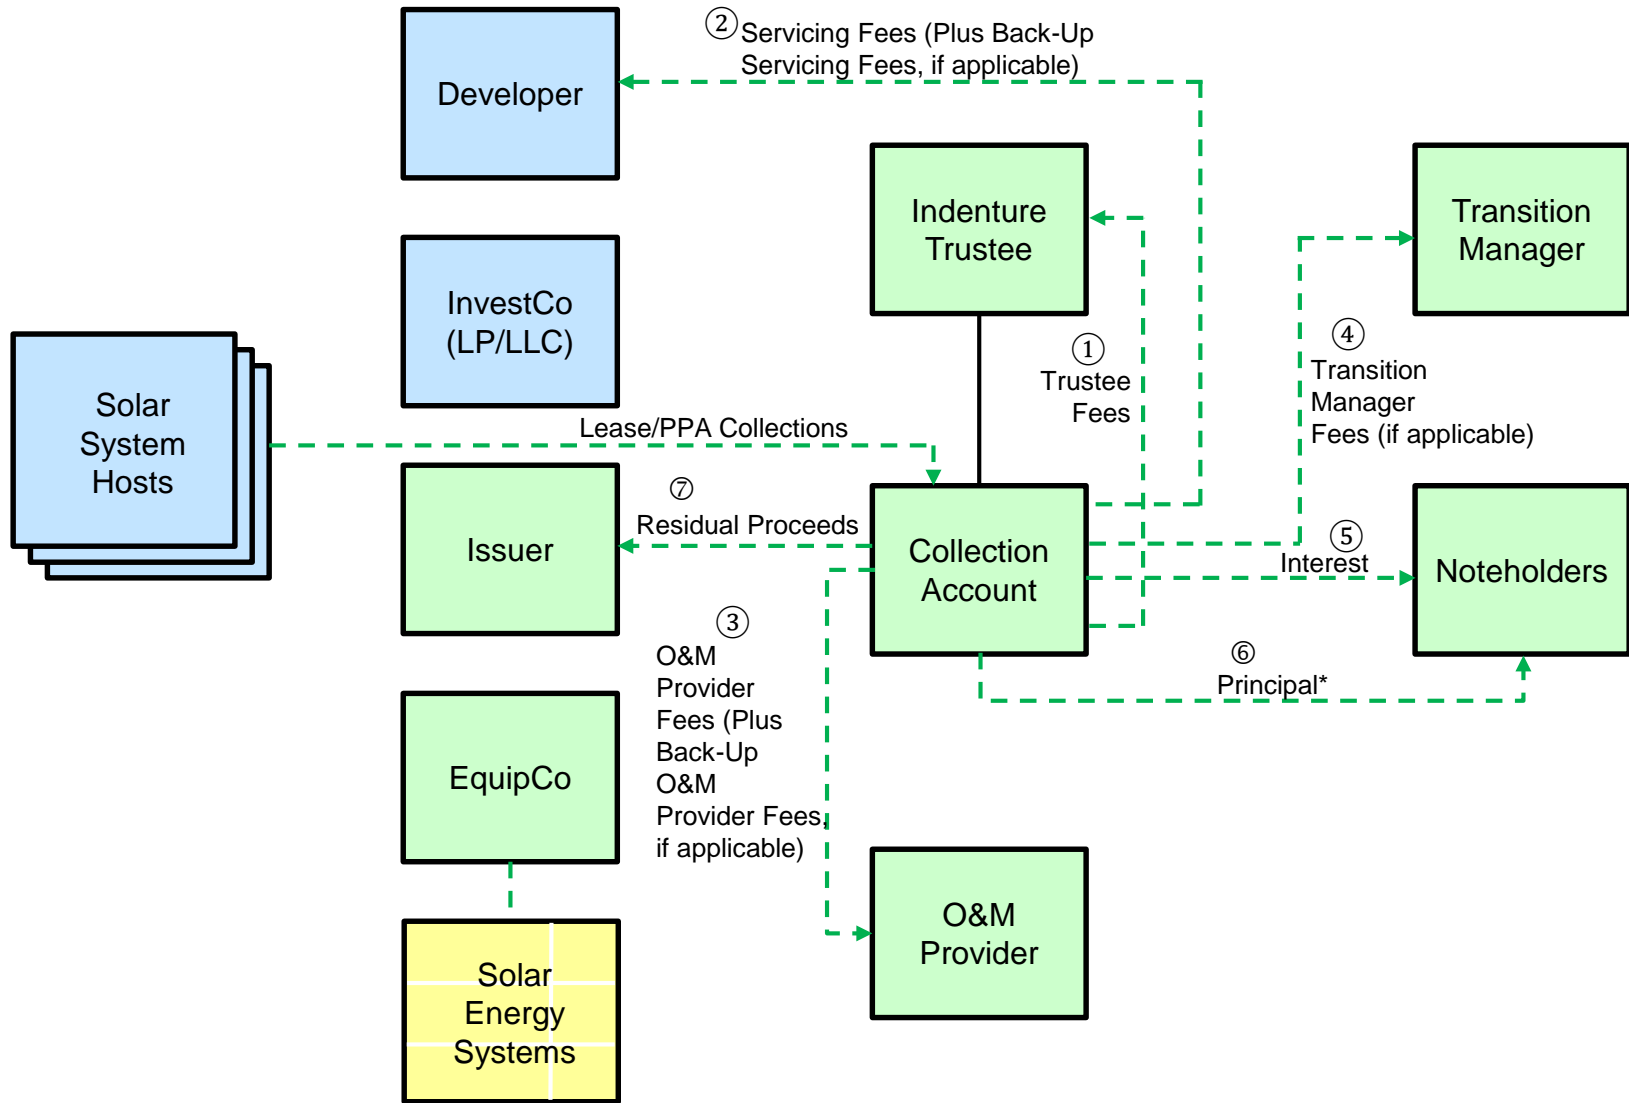 ②
Servicing Fees (Plus Back-Up
Servicing Fees, if applicable)
Developer
Indenture
Trustee
Transition
Manager
InvestCo
(LP/LLC)
①
Trustee
Fees
④
Transition
Manager
Fees (if applicable)
Solar
System
Hosts
Lease/PPA Collections
⑦
Residual Proceeds
Issuer
Collection
Account
⑤
Interest
Noteholders
③
O&M
Provider
Fees (Plus
Back-Up
O&M
Provider Fees,
if applicable)
⑥
Principal*
EquipCo
O&M
Provider
Solar
Energy
Systems